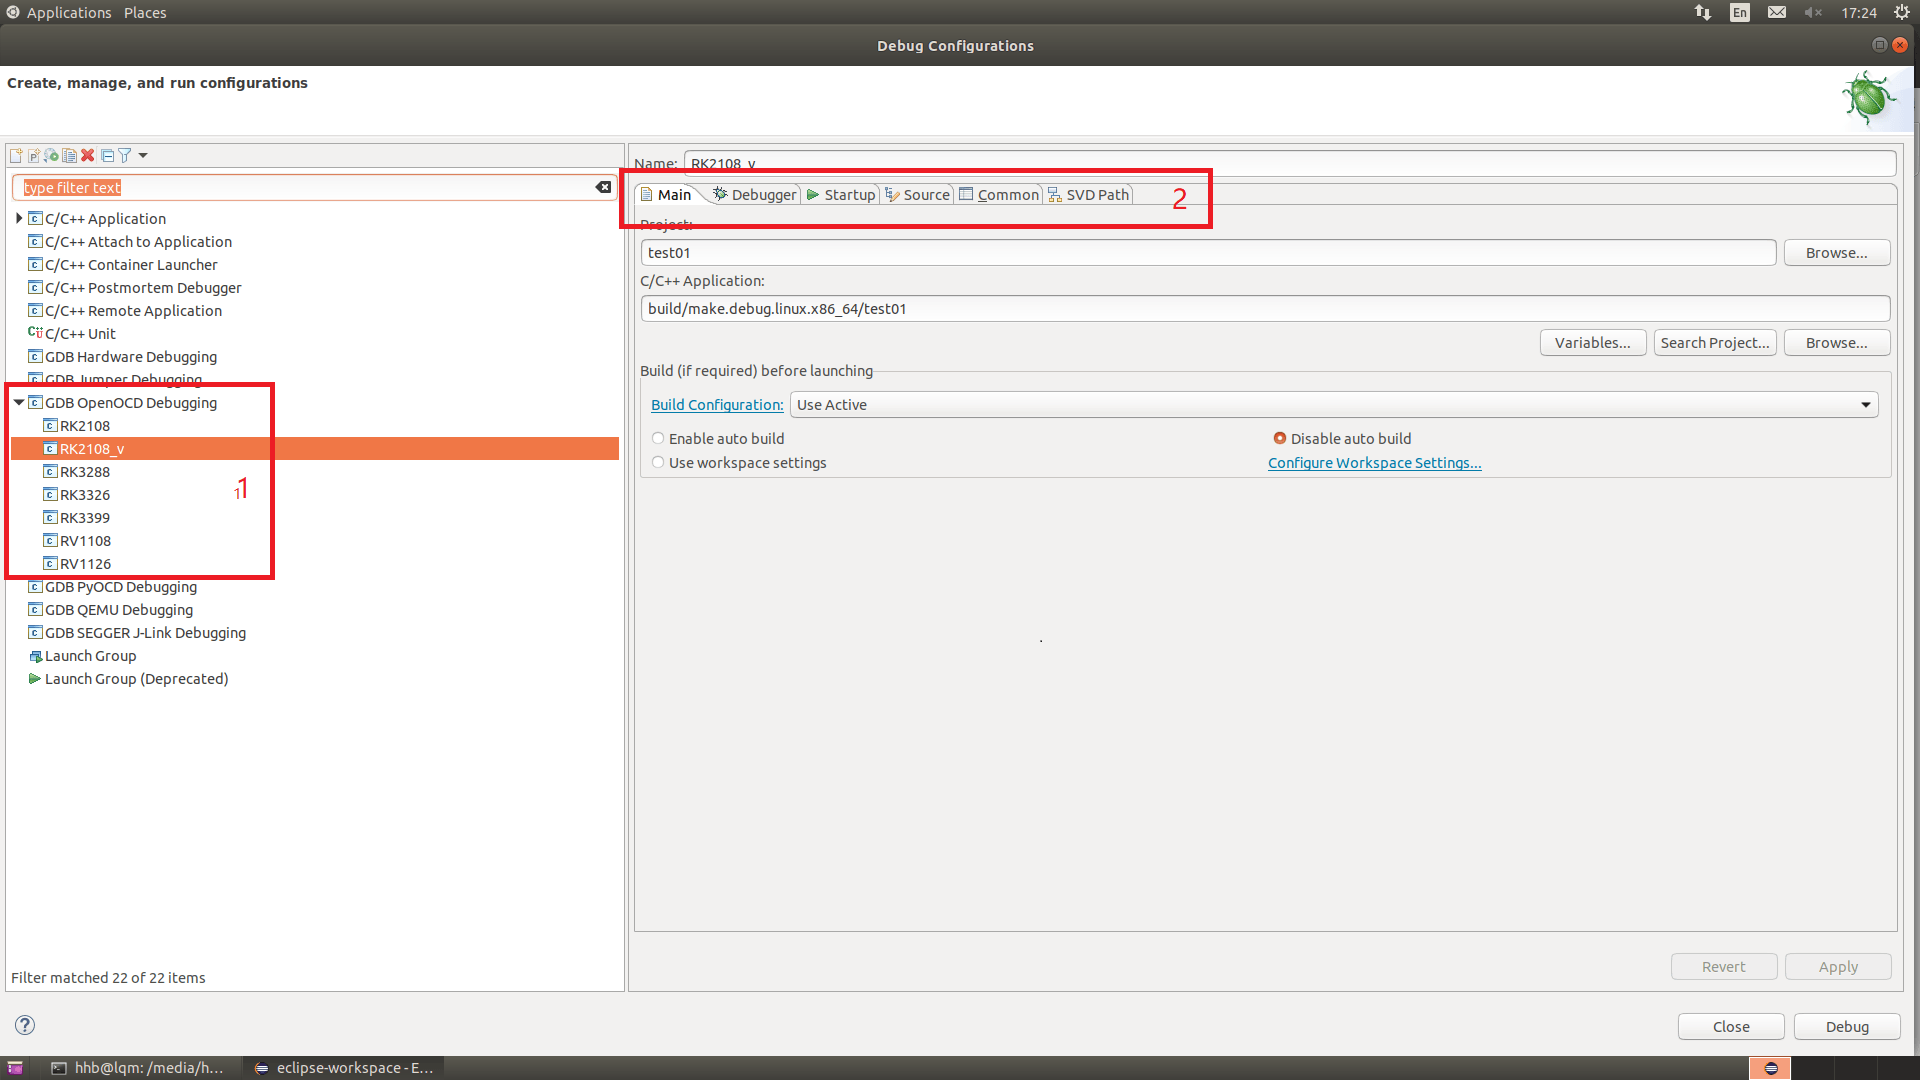 Applications Places En 17:24
Debug Configurations
Create, manage, and run configurations
type filter text
C/C++ Application
C/C++ Attach to Application
C/C++ Container Launcher
C/C++ Postmortem Debugger
C/C++ Remote Application
C/C++ Unit
GDB Hardware Debugging
GDB Jumper Debugging
GDB OpenOCD Debugging
RK2108
RK2108_v
RK3288
RK3326
RK3399
RV1108
RV1126
1
1
GDB PyOCD Debugging
GDB QEMU Debugging
GDB SEGGER J-Link Debugging
Launch Group
Launch Group (Deprecated)
Filter matched 22 of 22 items
Name: RK2108_v
Main Debugger Startup Source Common SVD Path 2
Project:
test01 Browse...
C/C++ Application:
build/make.debug.linux.x86_64/test01
Variables... Search Project... Browse...
Build (if required) before launching
Build Configuration: Use Active
Enable auto build Disable auto build
Use workspace settings Configure Workspace Settings...
Revert Apply
Close Debug
hhb@lqm: /media/h... eclipse-workspace - E...